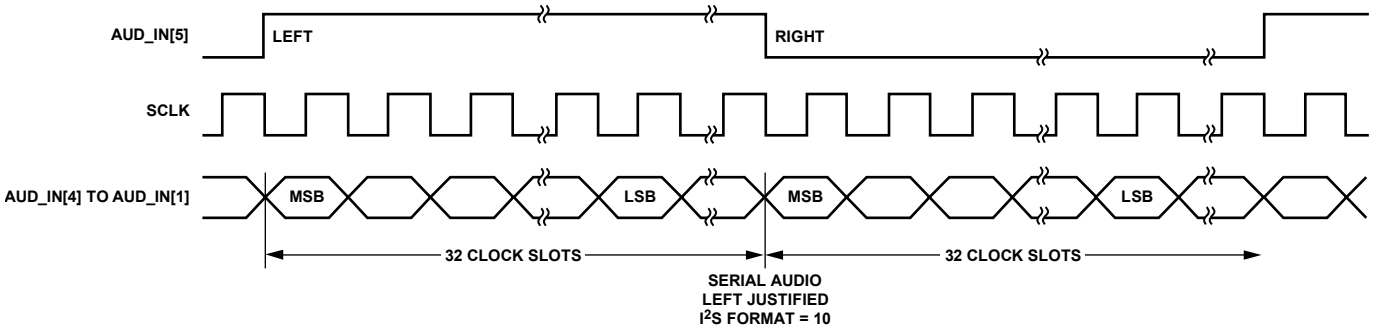 AUD_IN[5]
LEFT
RIGHT
SCLK
AUD_IN[4] TO AUD_IN[1]
MSB
LSB
MSB
LSB
32 CLOCK SLOTS
32 CLOCK SLOTS
SERIAL AUDIO
LEFT JUSTIFIED
I²S FORMAT = 10